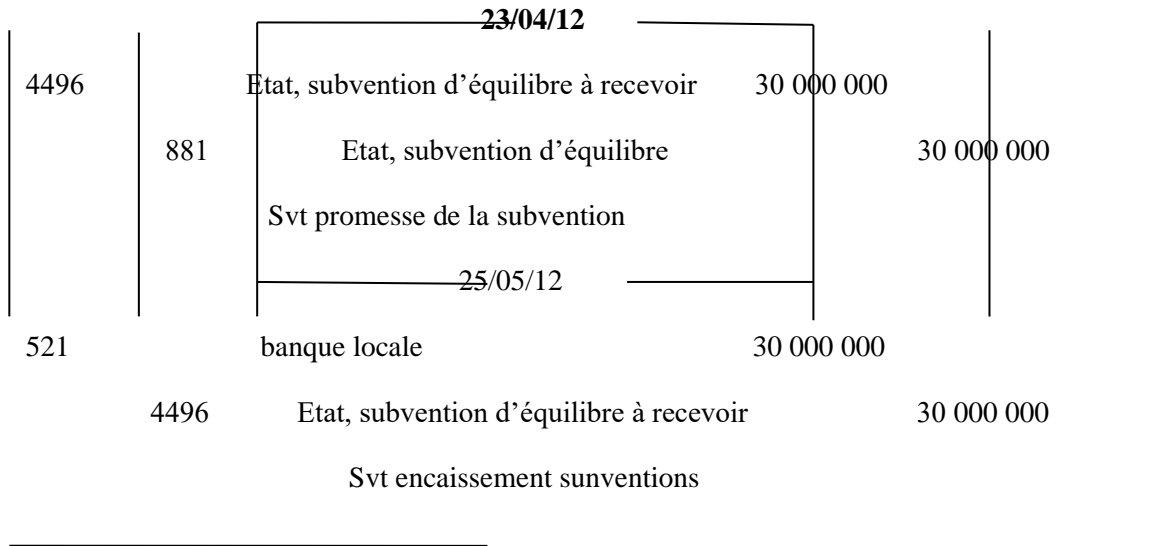 23/04/12
4496 Etat, subvention d’équilibre à recevoir 30 000 000
881 Etat, subvention d’équilibre 30 000 000
Svt promesse de la subvention
25/05/12
521 banque locale 30 000 000
4496 Etat, subvention d’équilibre à recevoir 30 000 000
Svt encaissement sunventions